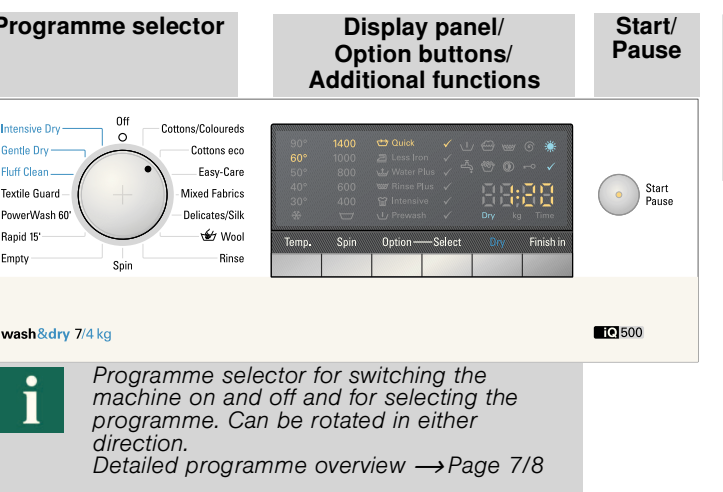 Programme selector
Display panel/
Option buttons/
Additional functions
Start/
Pause
Off
Intensive Dry
Gentle Dry
Fluff Clean
Textile Guard
PowerWash 60'
Rapid 15'
Empty
Spin
Cottons/Coloureds
Cottons eco
Easy-Care
Mixed Fabrics
Delicates/Silk
Wool
Rinse
90° 1400 Quick
60° 1000 Less Iron
50° 800 Water Plus
40° 600 Rinse Plus
30° 400 Intensive
Prewash
1:20
Dry kg Time
Temp. Spin Option Select Dry Finish in
Start
Pause
wash&dry 7/4 kg
iQ 500
i
Programme selector for switching the
machine on and off and for selecting the
programme. Can be rotated in either
direction.
Detailed programme overview → Page 7/8